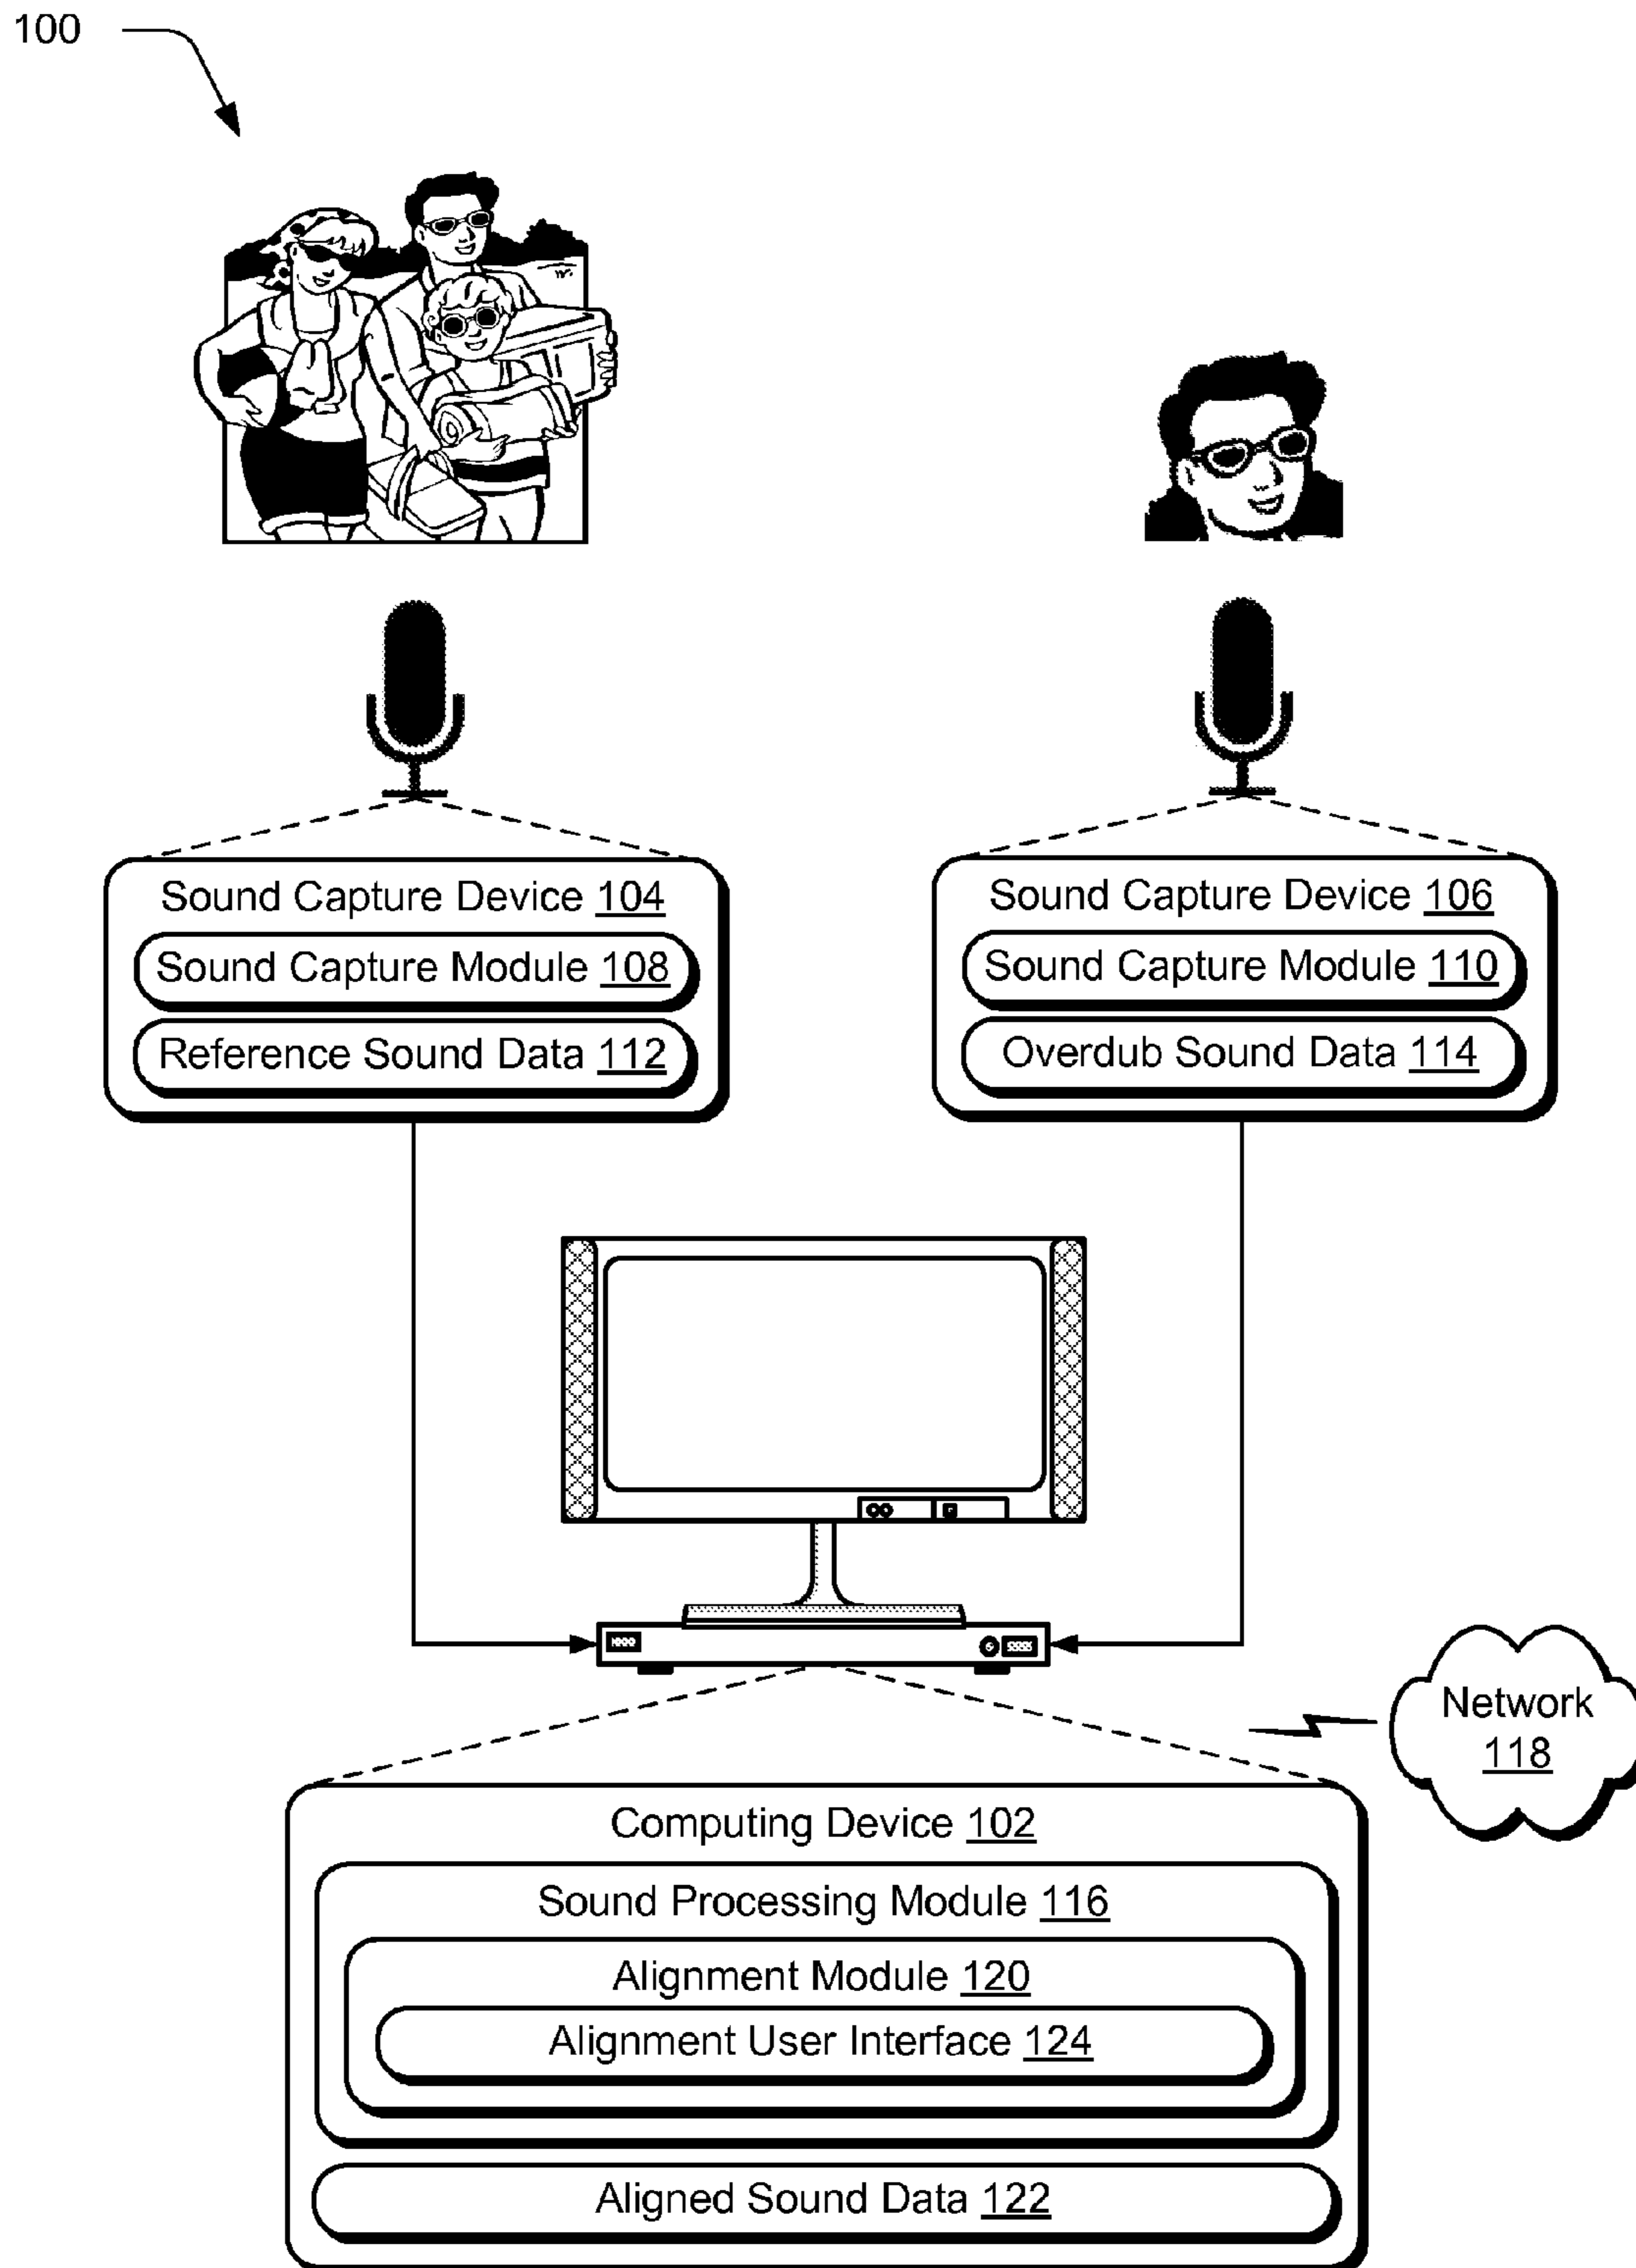 100
Sound Capture Device 104
Sound Capture Module 108
Reference Sound Data 112
Sound Capture Device 106
Sound Capture Module 110
Overdub Sound Data 114
Network
118
Computing Device 102
Sound Processing Module 116
Alignment Module 120
Alignment User Interface 124
Aligned Sound Data 122